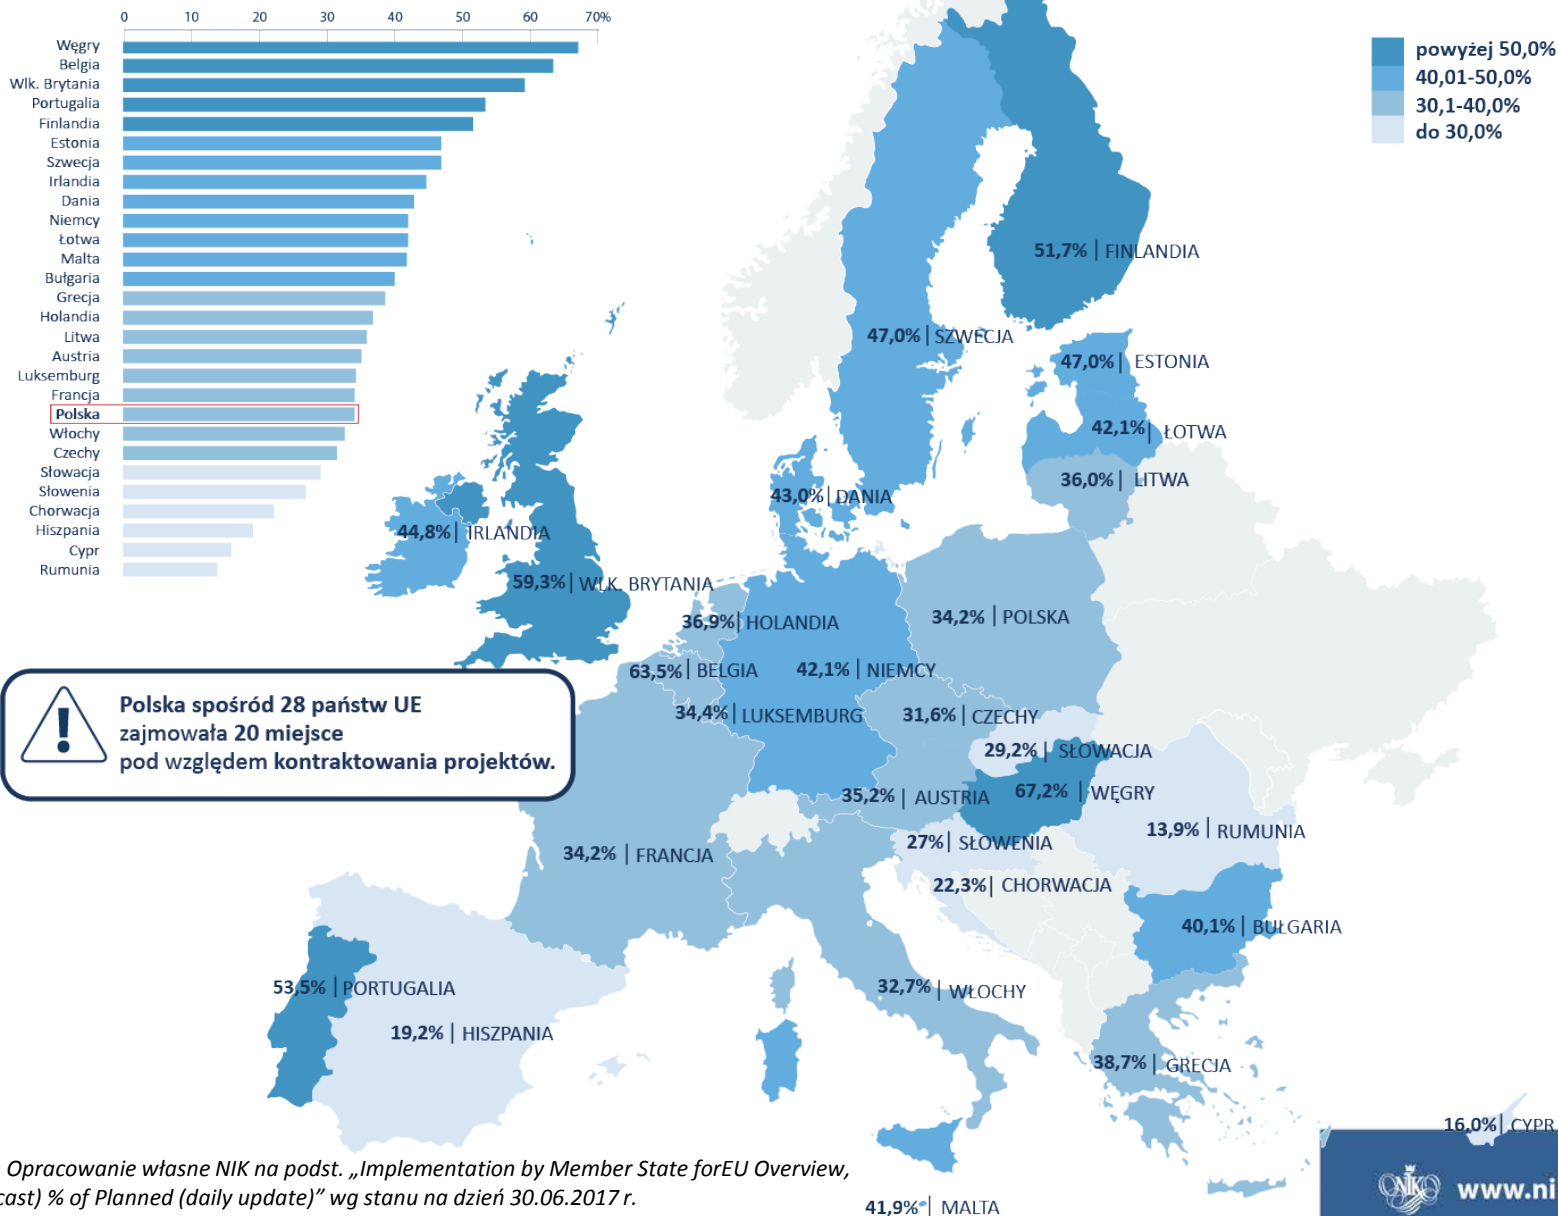 0 10 20 30 40 50 60 70%
Węgry
Belgia
Wlk. Brytania
Portugalia
Finlandia
Estonia
Szwecja
Irlandia
Dania
Niemcy
Łotwa
Malta
Bułgaria
Grecja
Holandia
Litwa
Austria
Luksemburg
Francja
Polska
Włochy
Czechy
Słowacja
Słowenia
Chorwacja
Hiszpania
Cypr
Rumunia
powyżej 50,0%
40,01-50,0%
30,1-40,0%
do 30,0%
51,7% | FINLANDIA
47,0% | SZWECJA
47,0% | ESTONIA
42,1% | ŁOTWA
36,0% | LITWA
43,0% | DANIA
44,8% | IRLANDIA
59,3% | WLK. BRYTANIA
36,9% | HOLANDIA
34,2% | POLSKA
63,5% | BELGIA
42,1% | NIEMCY
34,4% | LUKSEMBURG
31,6% | CZECHY
29,2% | SŁOWACJA
35,2% | AUSTRIA
67,2% | WĘGRY
13,9% | RUMUNIA
27% | SŁOWENIA
34,2% | FRANCJA
22,3% | CHORWACJA
40,1% | BUŁGARIA
53,5% | PORTUGALIA
32,7% | WŁOCHY
19,2% | HISZPANIA
38,7% | GRECJA
16,0% | CYPR
41,9% | MALTA
Polska spośród 28 państw UE
zajmowała 20 miejsce
pod względem kontraktowania projektów.
Opracowanie własne NIK na podst. „Implementation by Member State forEU Overview,
cast) % of Planned (daily update)” wg stanu na dzień 30.06.2017 r.
NIK
www.ni